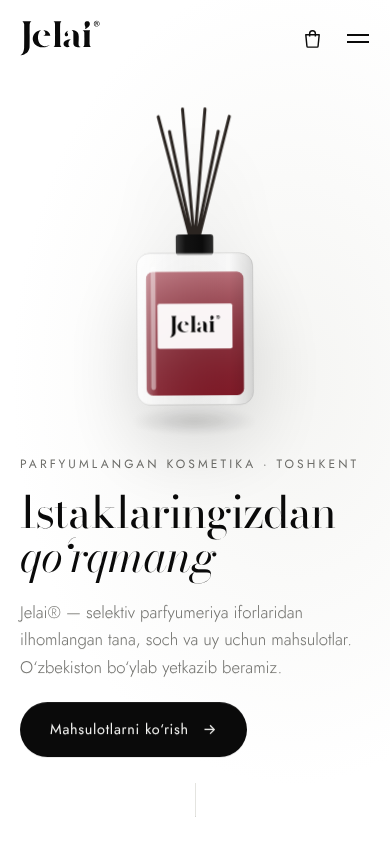 Jelai®
Jelai®
PARFYUMLANGAN KOSMETIKA · TOSHKENT
Istaklaringizdan
qo‘rqmang
Jelai® — selektiv parfyumeriya iforlaridan
ilhomlangan tana, soch va uy uchun mahsulotlar.
O‘zbekiston bo‘ylab yetkazib beramiz.
Mahsulotlarni ko‘rish →